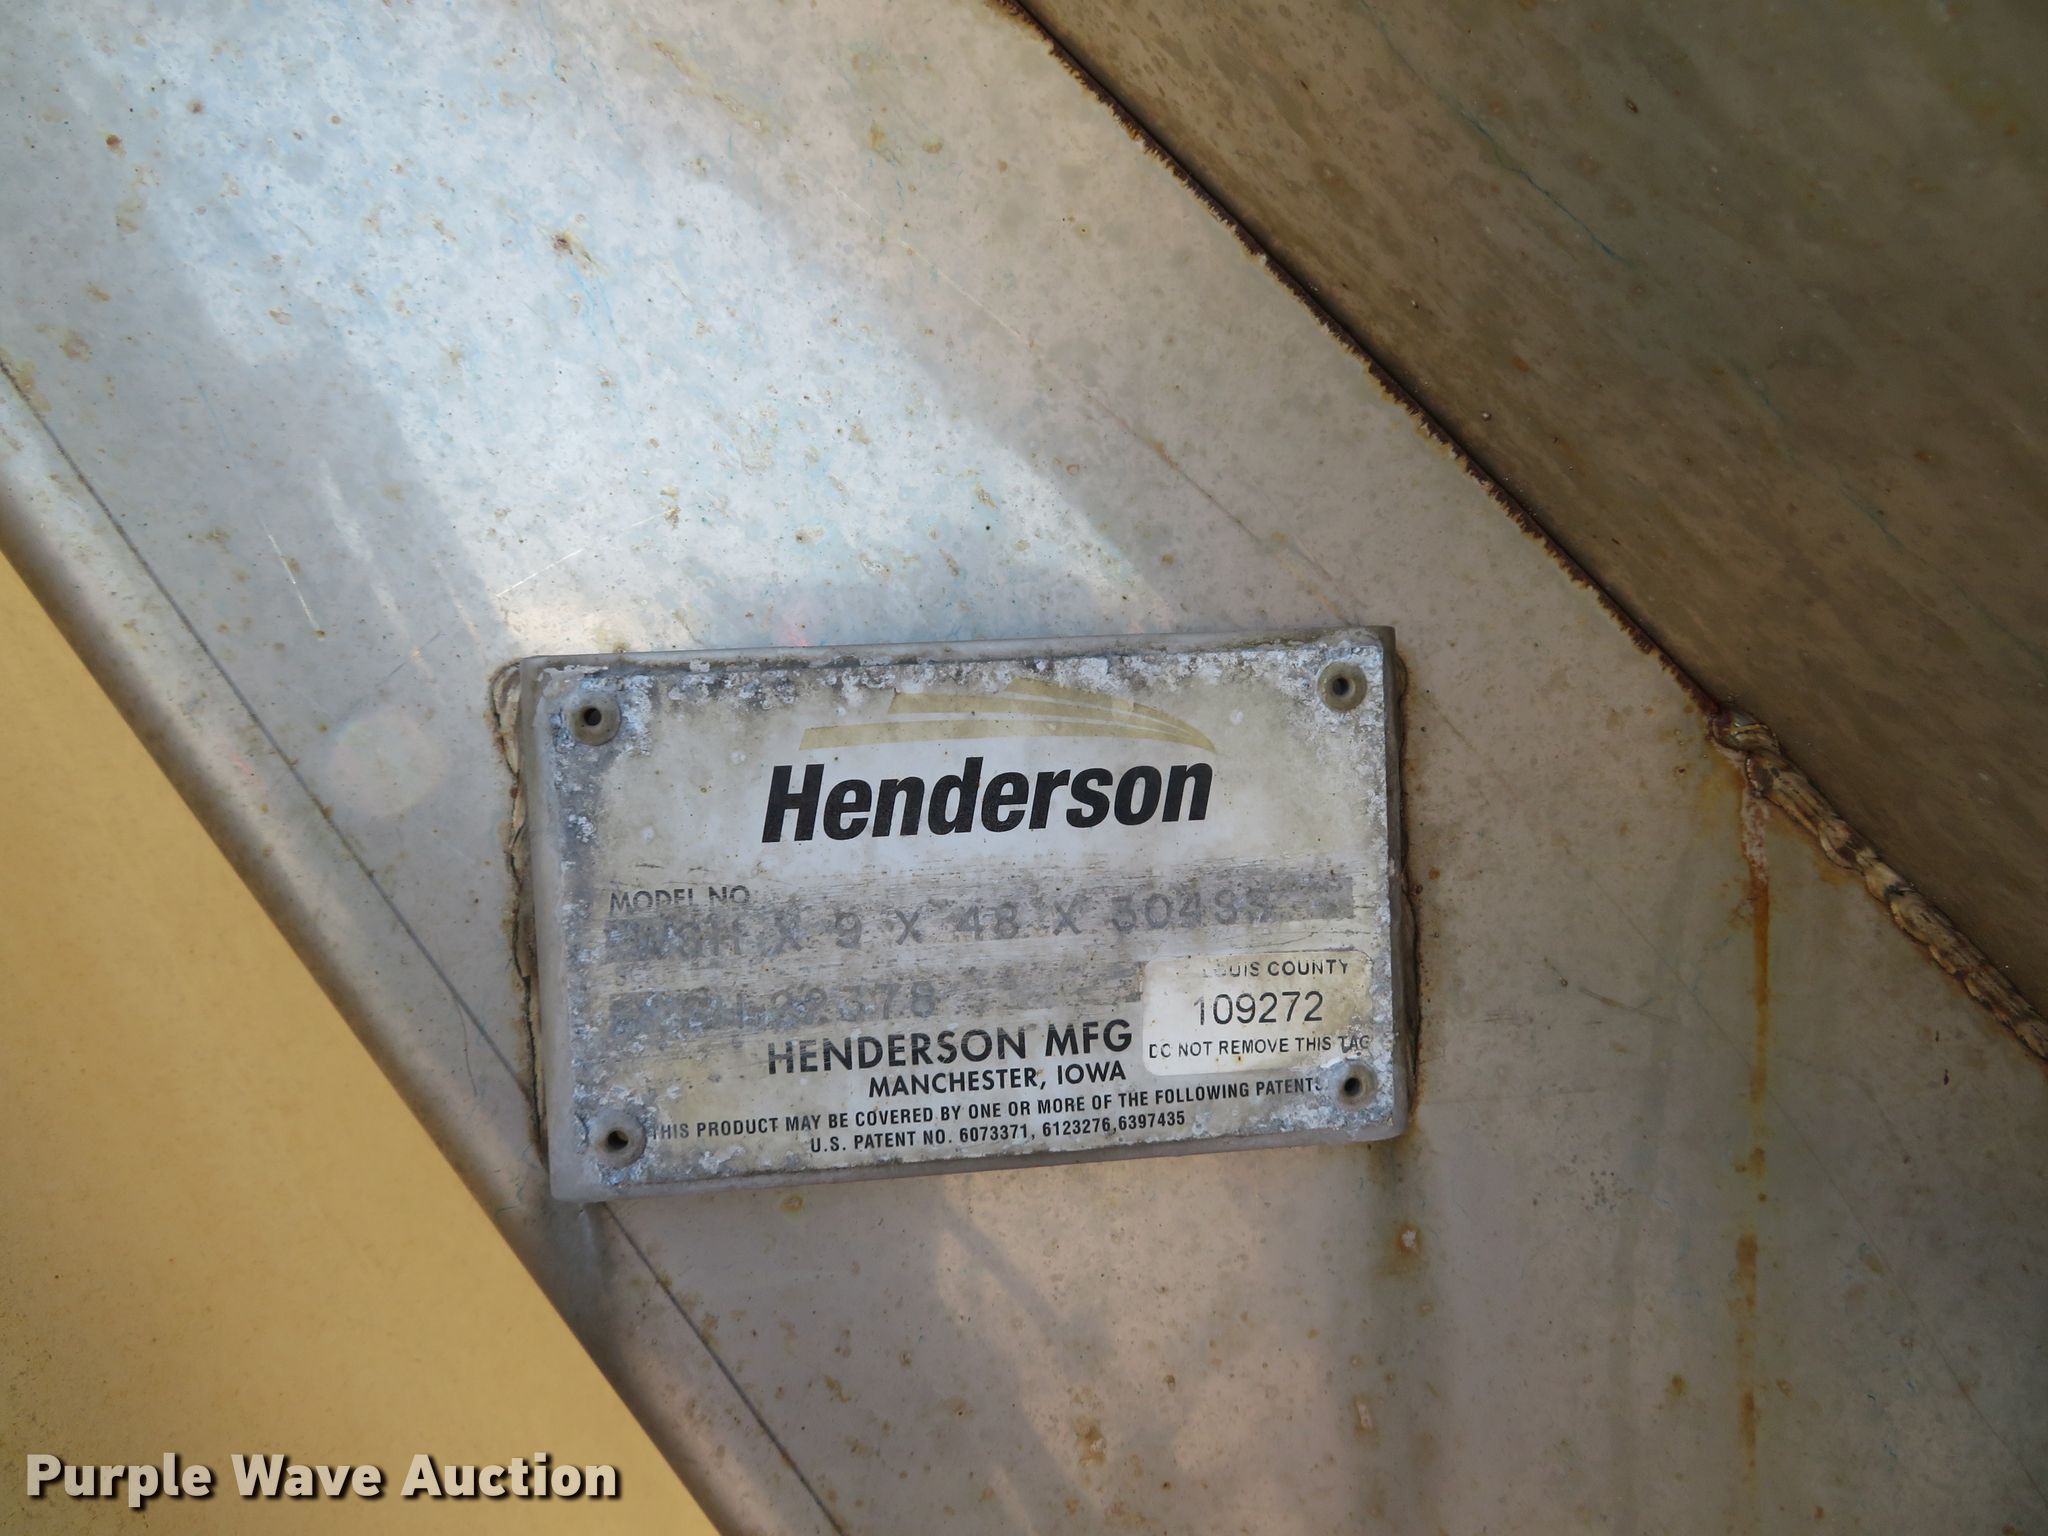 Henderson
MODEL NO
X 9 X 48 X 304SS
HENDERSON MFG
MANCHESTER, IOWA
LOUIS COUNTY
109272
DO NOT REMOVE THIS TAG
THIS PRODUCT MAY BE COVERED BY ONE OR MORE OF THE FOLLOWING PATENTS
U.S. PATENT NO. 6073371, 6123276,6397435
Purple Wave Auction